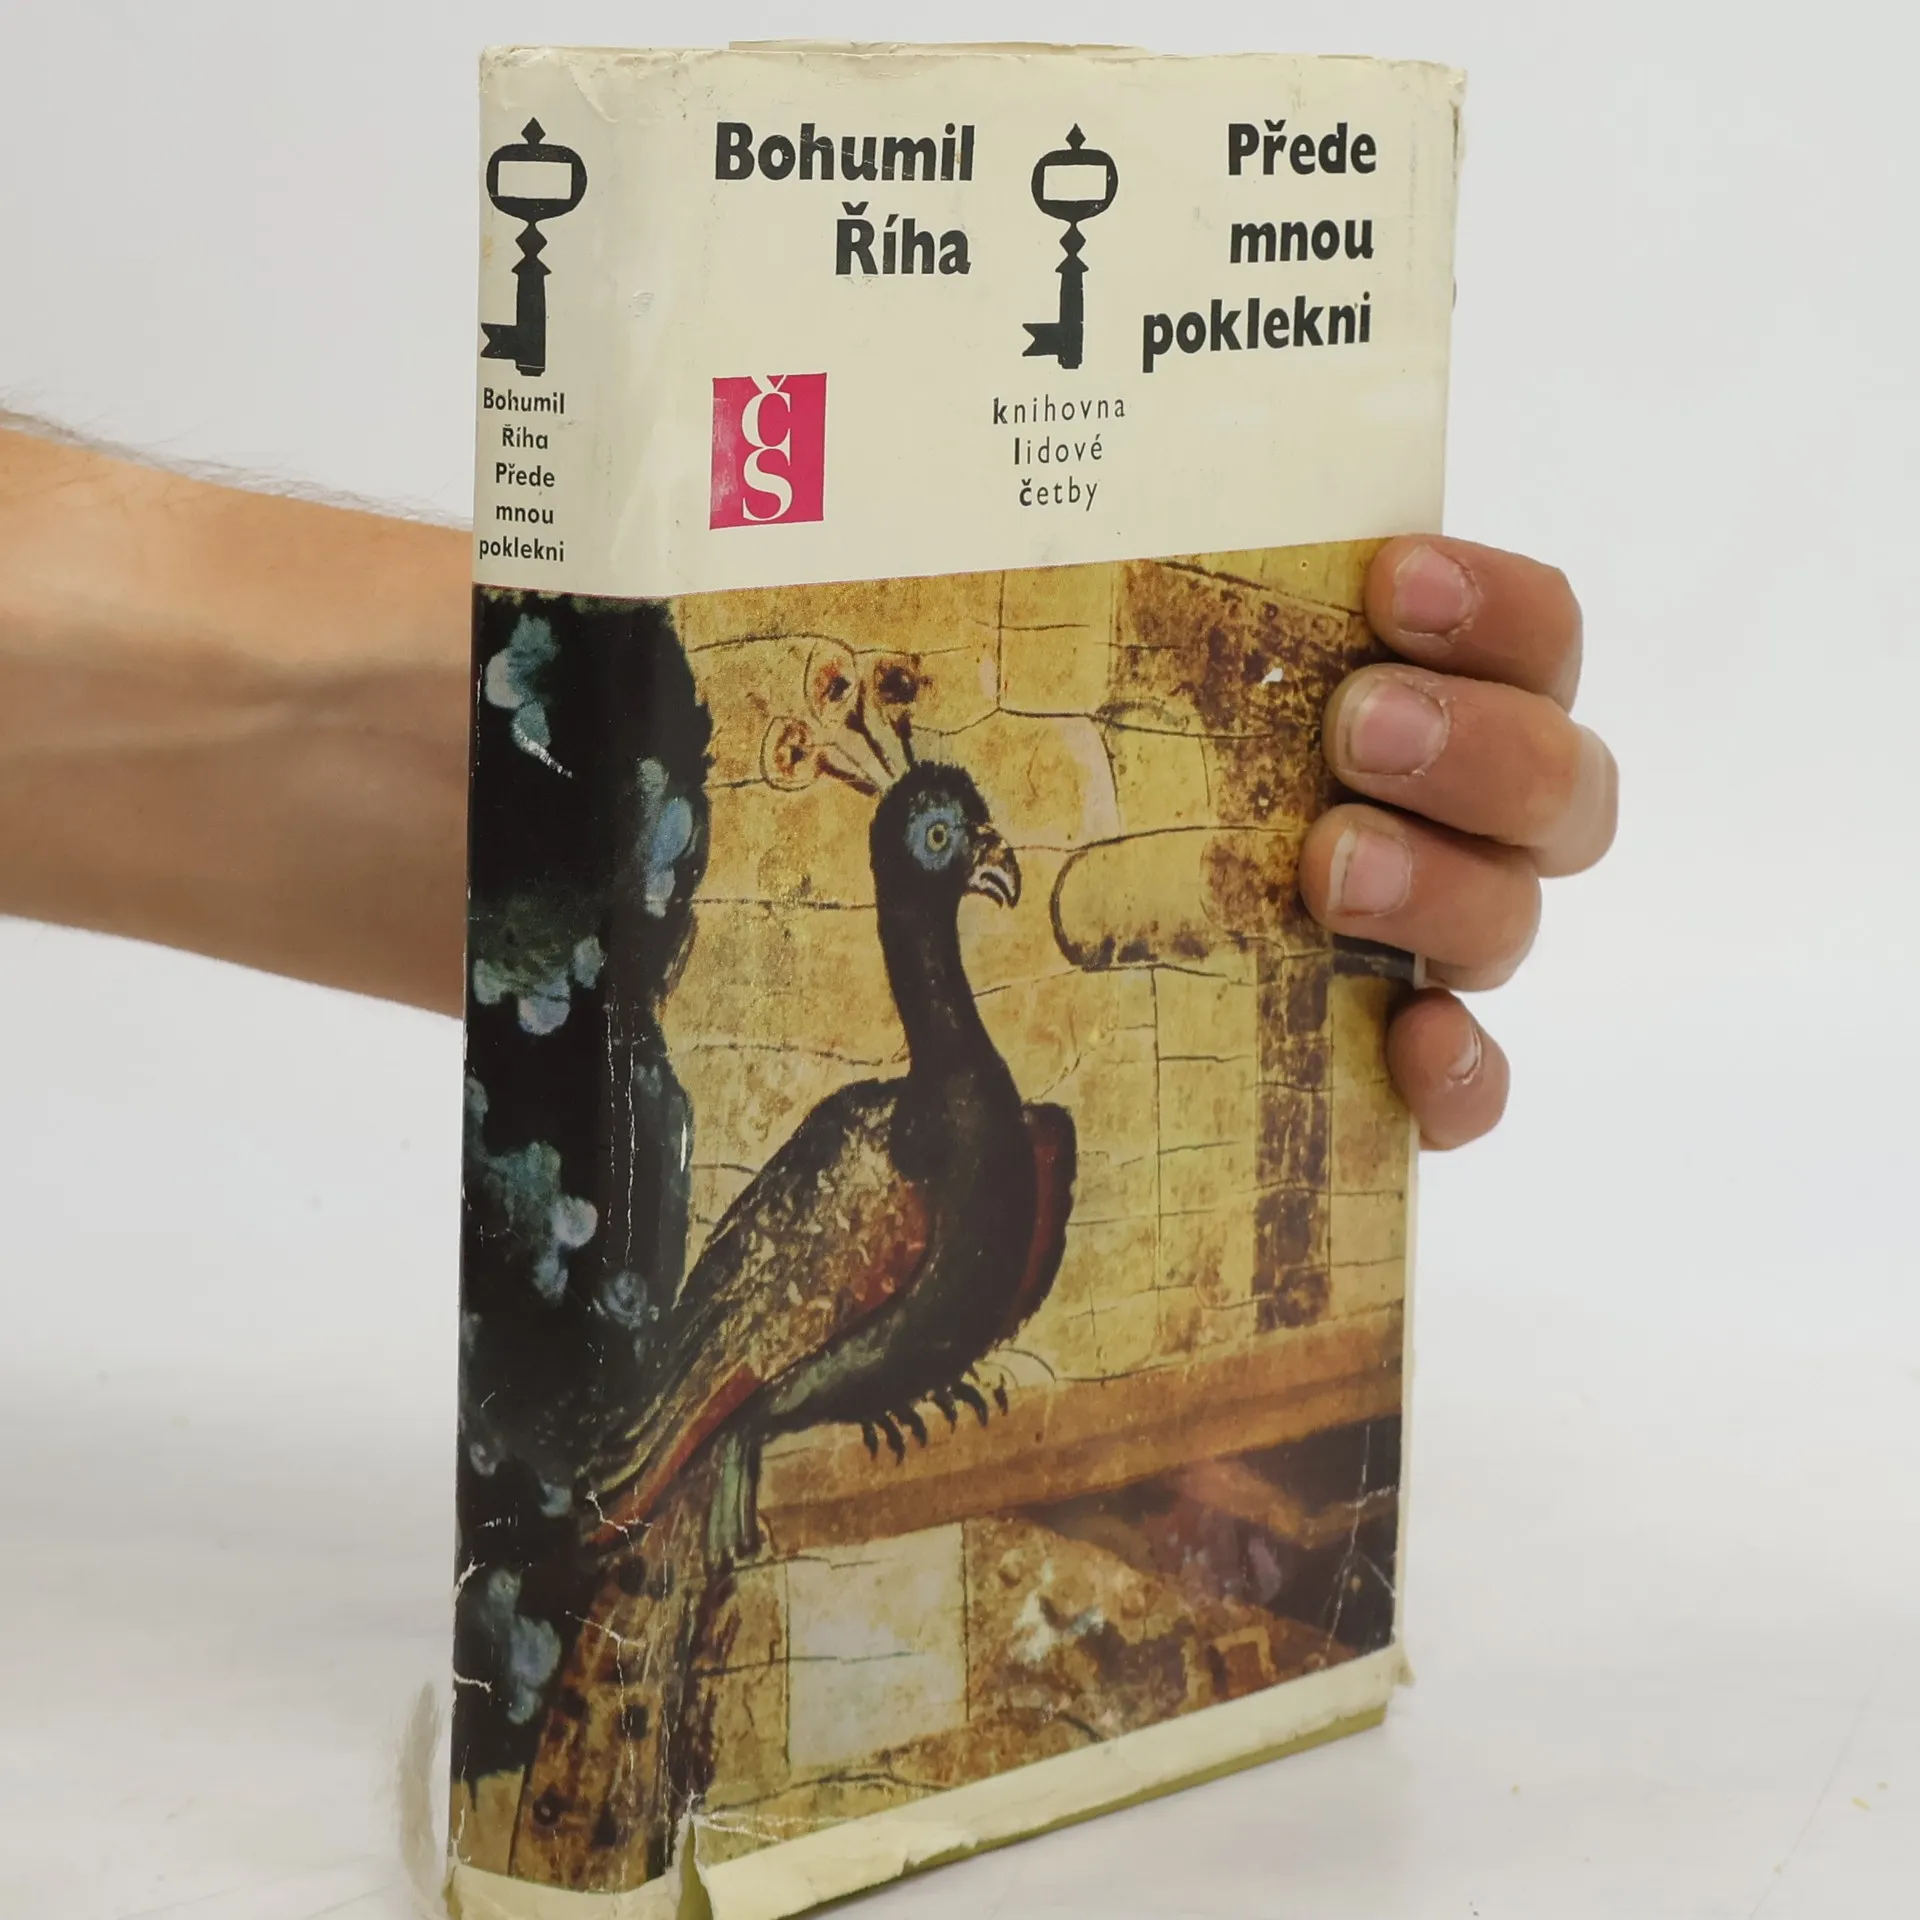 Bohumil
Říha
Přede
mnou
poklekni
Bohumil
Říha
ČS
knihovna
lidové
četby
Přede
mnou
poklekni